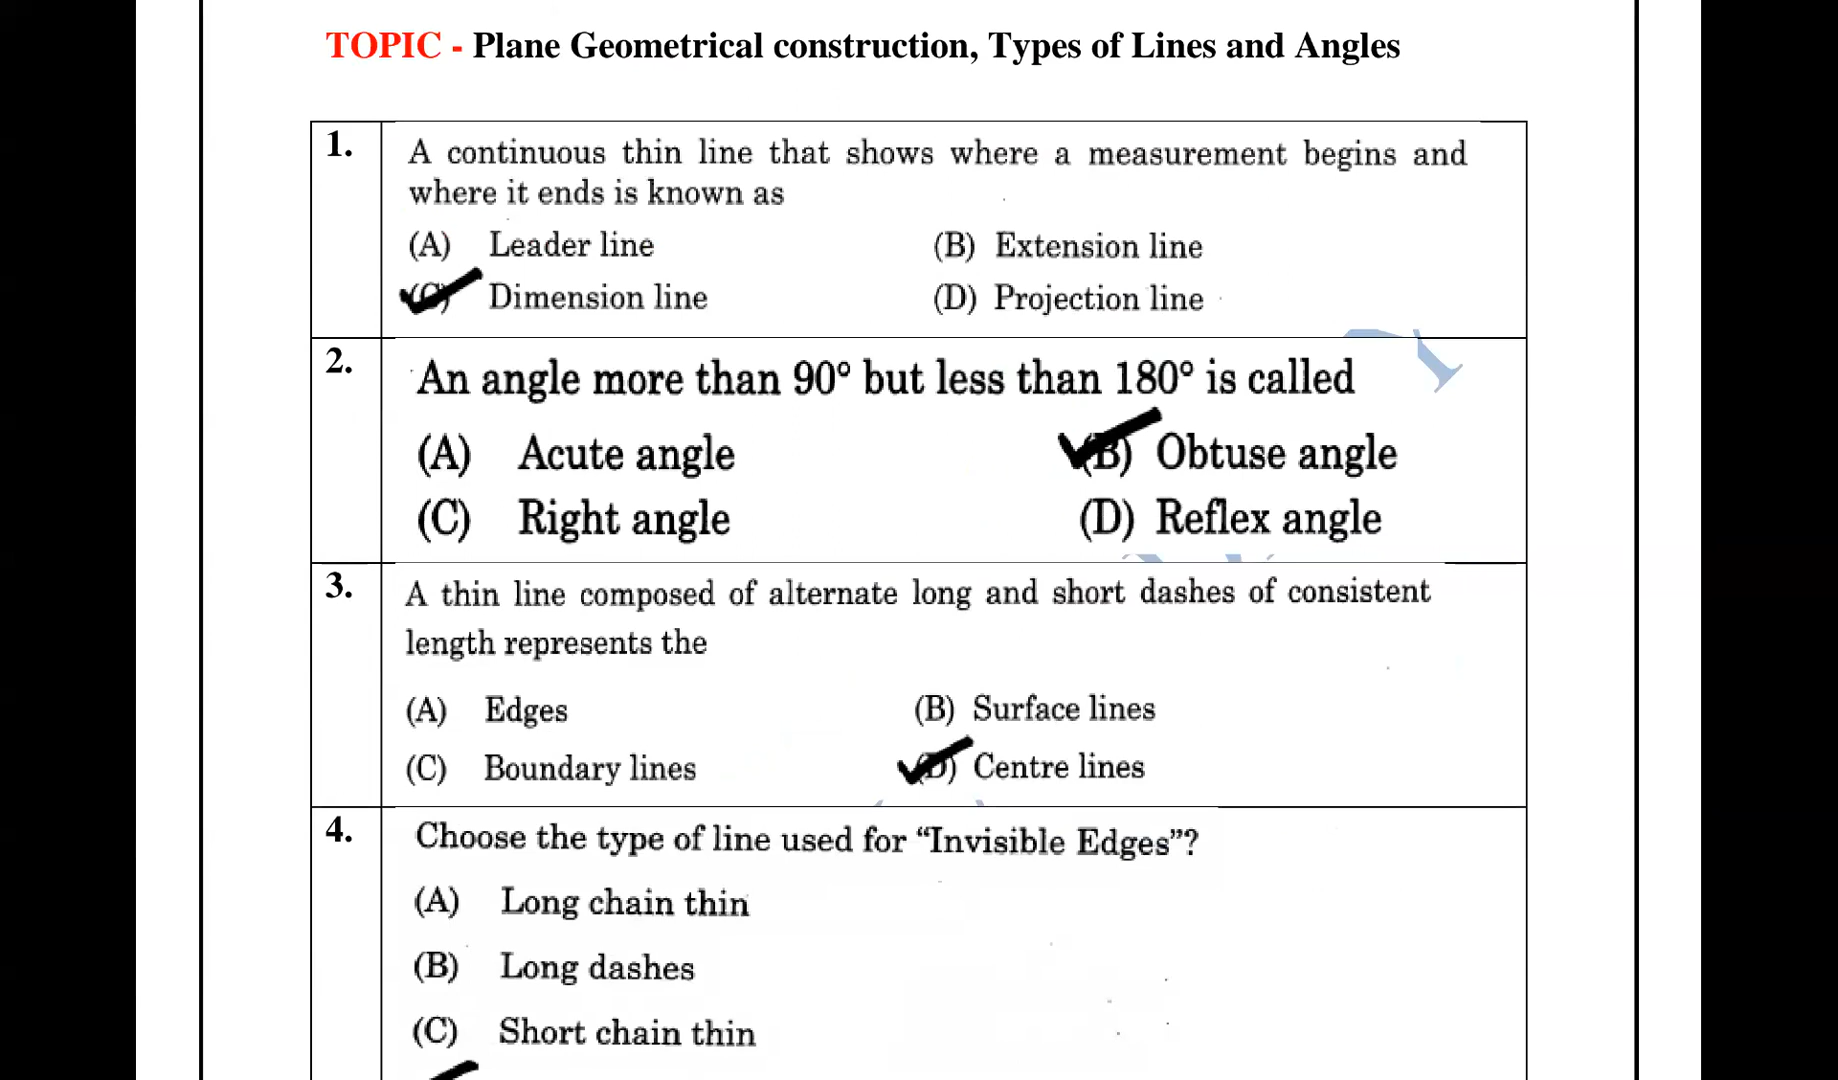 TOPIC - Plane Geometrical construction, Types of Lines and Angles
1.
A continuous thin line that shows where a measurement begins and
where it ends is known as
(A) Leader line (B) Extension line
(C) Dimension line (D) Projection line
2.
An angle more than 90° but less than 180° is called
(A) Acute angle (B) Obtuse angle
(C) Right angle (D) Reflex angle
3.
A thin line composed of alternate long and short dashes of consistent
length represents the
(A) Edges (B) Surface lines
(C) Boundary lines (D) Centre lines
4.
Choose the type of line used for “Invisible Edges”?
(A) Long chain thin
(B) Long dashes
(C) Short chain thin